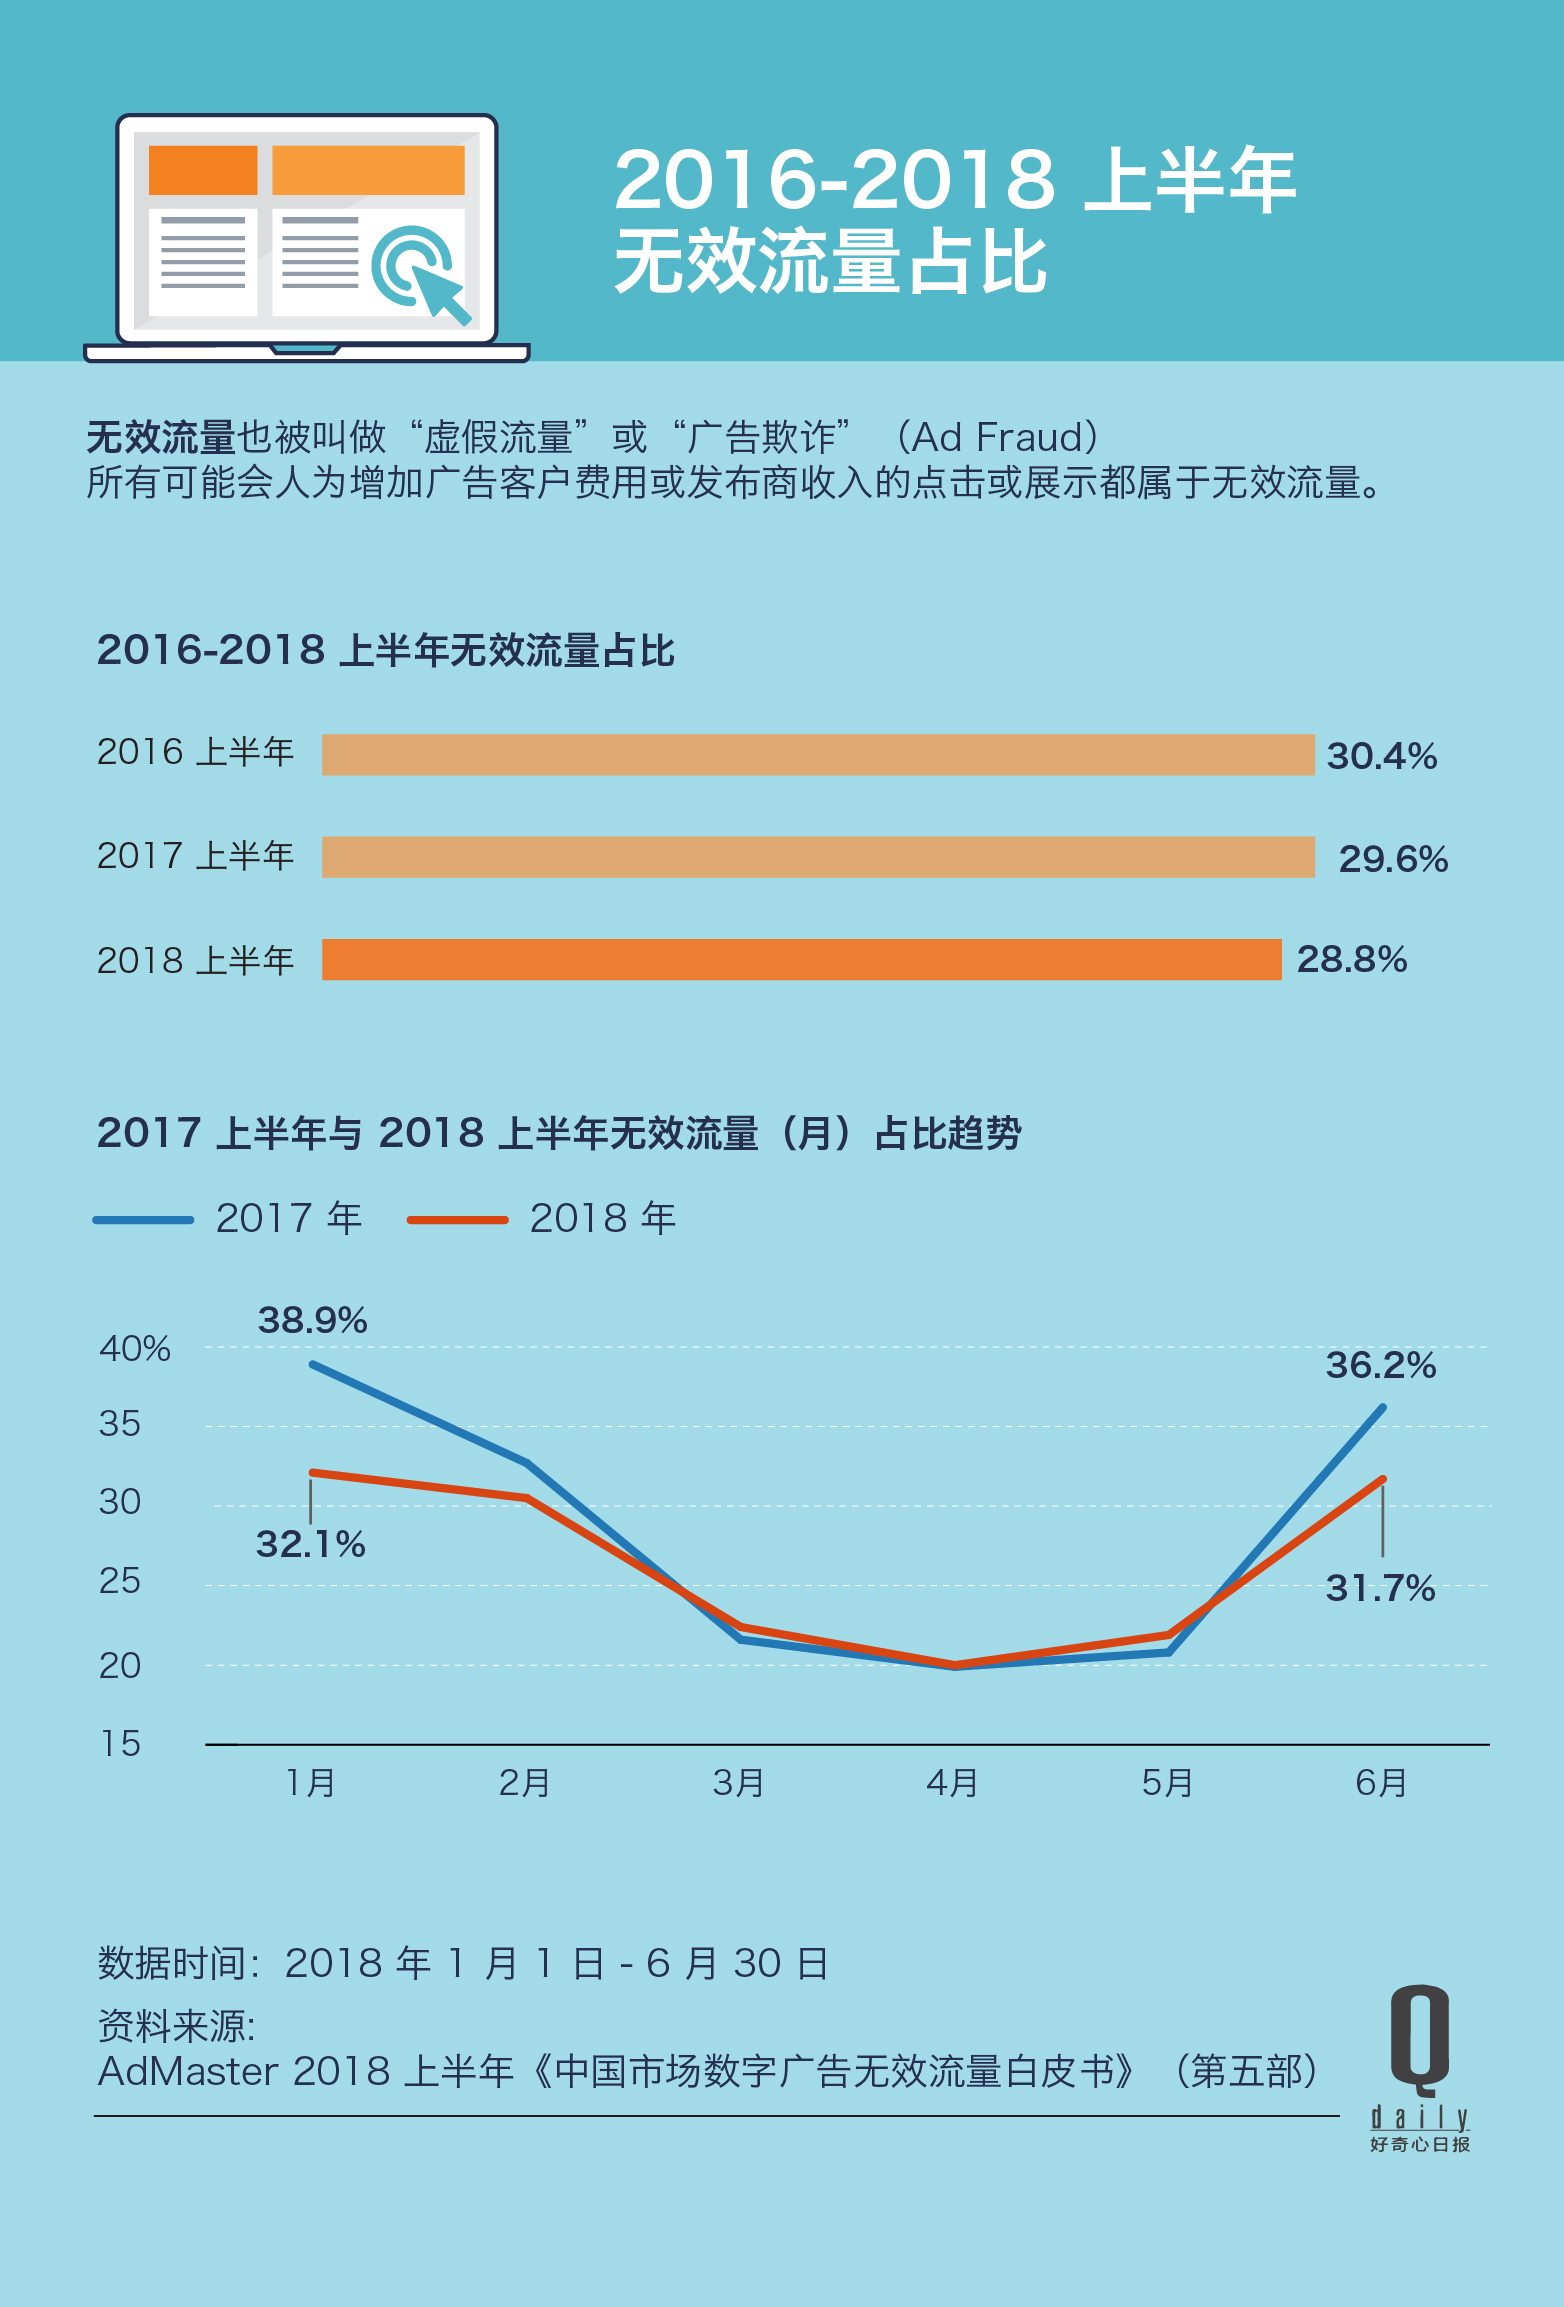 2016-2018 上半年
无效流量占比
无效流量也被叫做“虚假流量”或“广告欺诈”（Ad Fraud）
所有可能会人为增加广告客户费用或发布商收入的点击或展示都属于无效流量。
2016-2018 上半年无效流量占比
2016 上半年 30.4%
2017 上半年 29.6%
2018 上半年 28.8%
2017 上半年与 2018 上半年无效流量（月）占比趋势
2017 年 2018 年
38.9%
40%
36.2%
35
30
32.1%
25
31.7%
20
15
1月 2月 3月 4月 5月 6月
数据时间：2018 年 1 月 1 日 - 6 月 30 日
资料来源:
AdMaster 2018 上半年《中国市场数字广告无效流量白皮书》（第五部）
Q
daily
好奇心日报